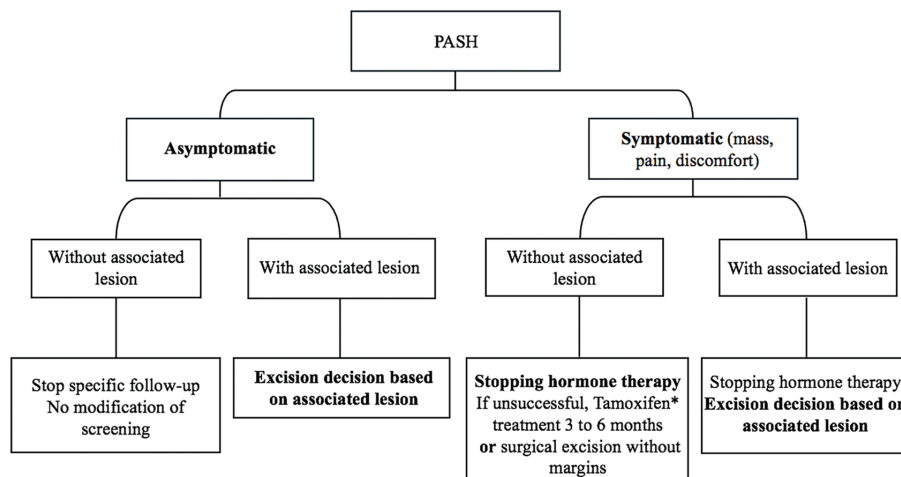 PASH
Asymptomatic
Symptomatic (mass,
pain, discomfort)
Without associated
lesion
With associated lesion
Without associated
lesion
With associated lesion
Stop specific follow-up
No modification of
screening
Excision decision based
on associated lesion
Stopping hormone therapy
If unsuccessful, Tamoxifen*
treatment 3 to 6 months
or surgical excision without
margins
Stopping hormone therapy
Excision decision based on
associated lesion